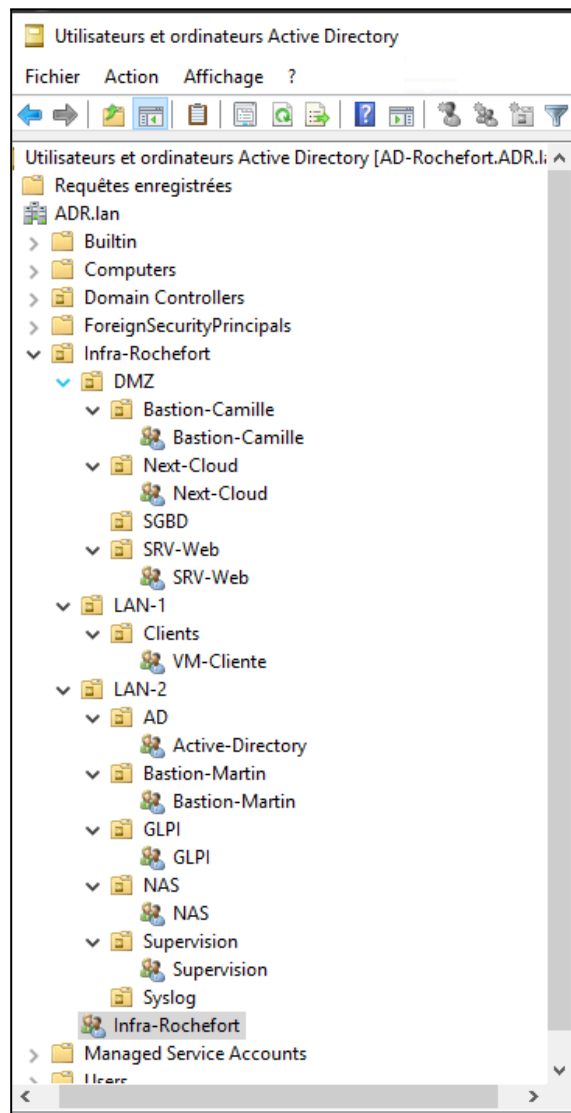 Utilisateurs et ordinateurs Active Directory
Fichier Action Affichage ?
Utilisateurs et ordinateurs Active Directory [AD-Rochefort.ADR.la
Requêtes enregistrées
ADR.lan
Builtin
Computers
Domain Controllers
ForeignSecurityPrincipals
Infra-Rochefort
DMZ
Bastion-Camille
Bastion-Camille
Next-Cloud
Next-Cloud
SGBD
SRV-Web
SRV-Web
LAN-1
Clients
VM-Cliente
LAN-2
AD
Active-Directory
Bastion-Martin
Bastion-Martin
GLPI
GLPI
NAS
NAS
Supervision
Supervision
Syslog
Infra-Rochefort
Managed Service Accounts
Users